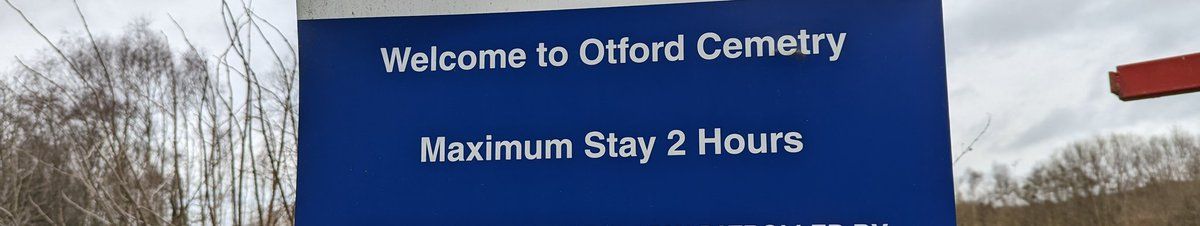 Welcome to Otford Cemetry
Maximum Stay 2 Hours